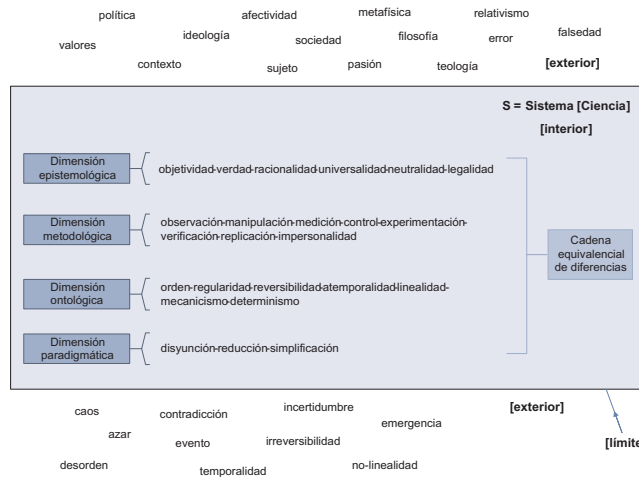 política afectividad metafísica relativismo
valores ideología sociedad filosofía error falsedad
contexto sujeto pasión teología [exterior]
S = Sistema [Ciencia]
[interior]
Dimensión
epistemológica
objetividad-verdad-racionalidad-universalidad-neutralidad-legalidad
Dimensión
metodológica
observación-manipulación-medición-control-experimentación-
verificación-replicación-impersonalidad
Cadena
equivalencial
de diferencias
Dimensión
ontológica
orden-regularidad-reversibilidad-atemporalidad-linealidad-
mecanicismo-determinismo
Dimensión
paradigmática
disyunción-reducción-simplificación
caos contradicción incertidumbre [exterior]
azar evento irreversibilidad emergencia
[límite
desorden temporalidad no-linealidad